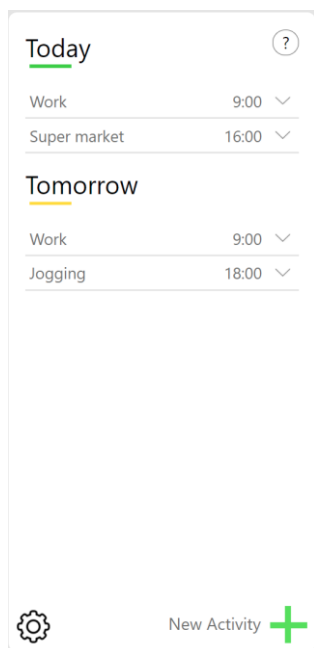 Today ?
Work 9:00
Super market 16:00
Tomorrow
Work 9:00
Jogging 18:00
New Activity